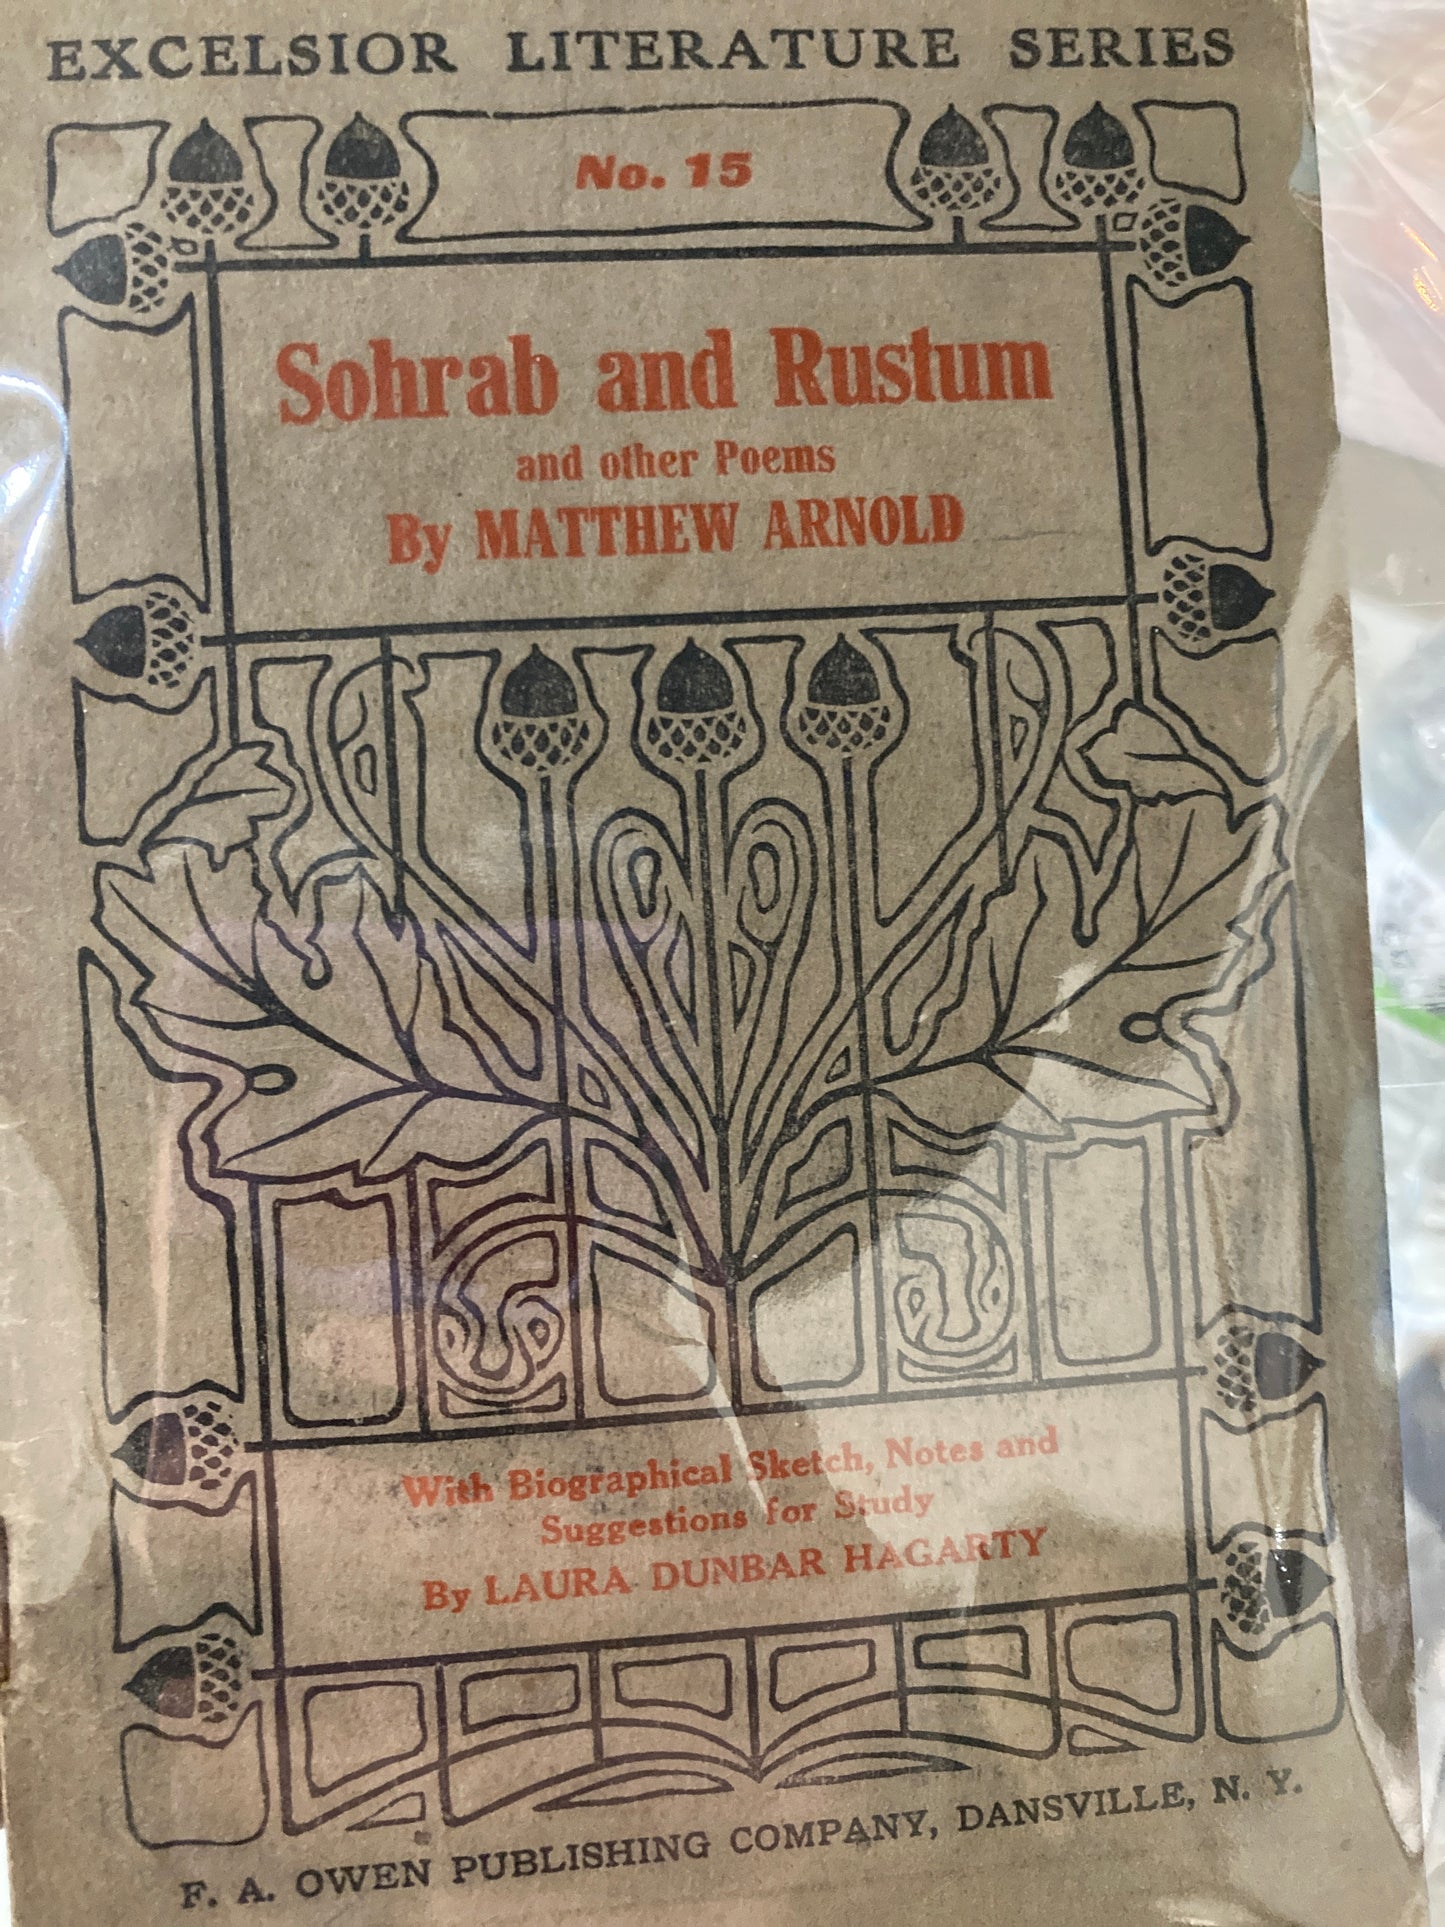 EXCELSIOR LITERATURE SERIES
No. 15
Sohrab and Rustum
and other Poems
By MATTHEW ARNOLD
With Biographical Sketch, Notes and
Suggestions for Study
By LAURA DUNBAR HAGARTY
F. A. OWEN PUBLISHING COMPANY, DANSVILLE, N. Y.